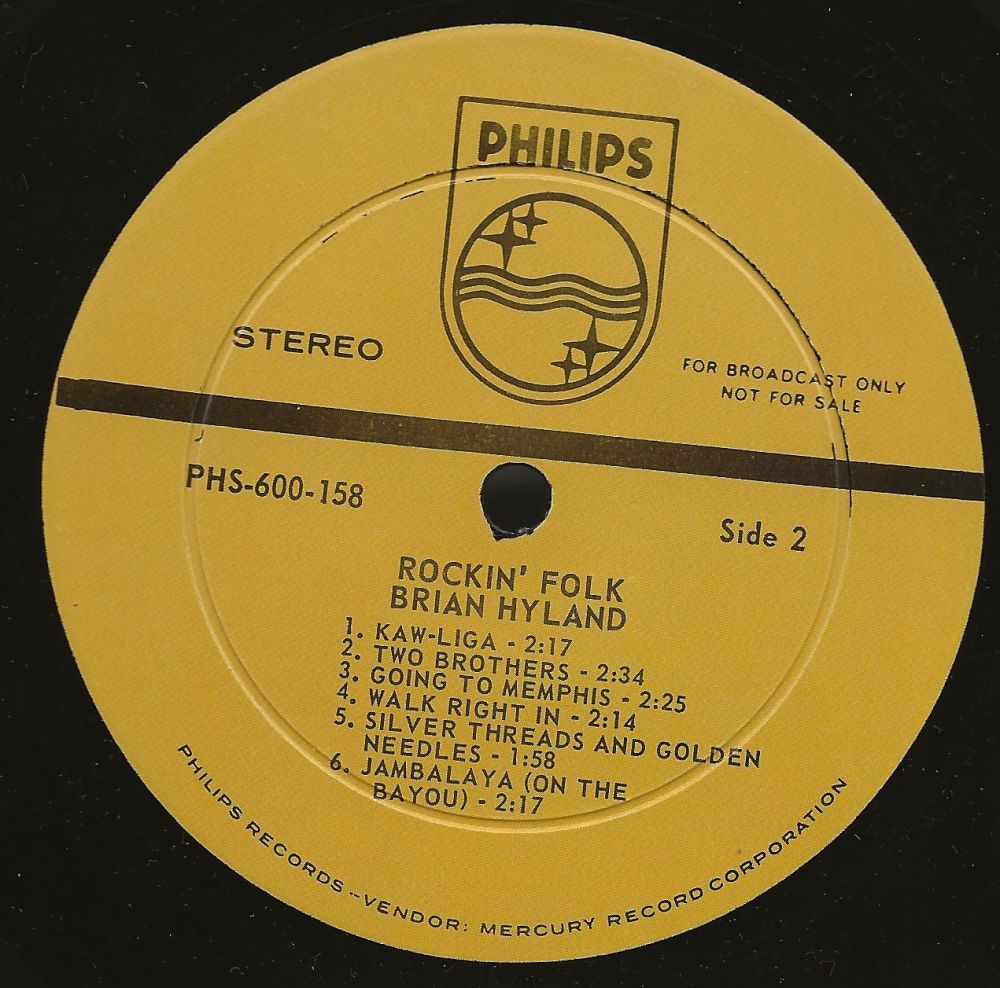 PHILIPS
STEREO
FOR BROADCAST ONLY
NOT FOR SALE
PHS-600-158
Side 2
ROCKIN' FOLK
BRIAN HYLAND
1. KAW-LIGA - 2:17
2. TWO BROTHERS - 2:34
3. GOING TO MEMPHIS - 2:25
4. WALK RIGHT IN - 2:14
5. SILVER THREADS AND GOLDEN
NEEDLES - 1:58
6. JAMBALAYA (ON THE
BAYOU) - 2:17
PHILIPS RECORDS--VENDOR: MERCURY RECORD CORPORATION